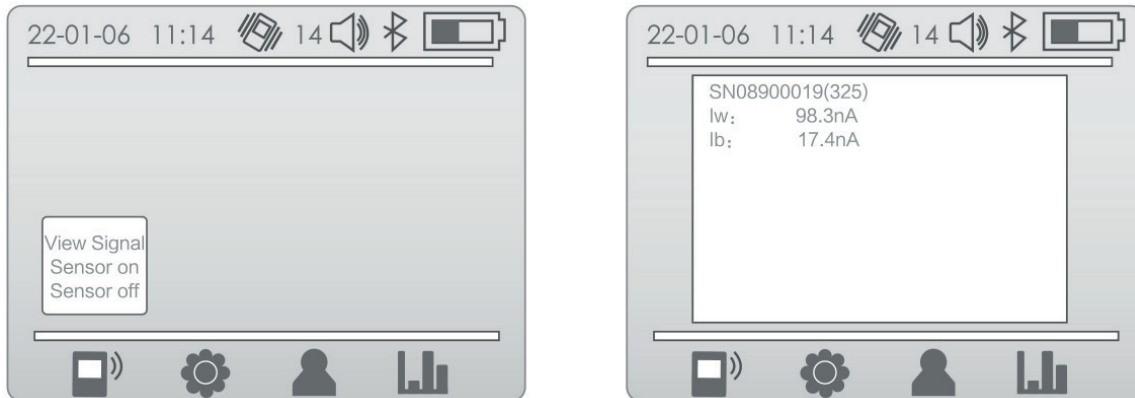 22-01-06 11:14 14
View Signal
Sensor on
Sensor off
22-01-06 11:14 14
SN08900019(325)
Iw： 98.3nA
Ib： 17.4nA